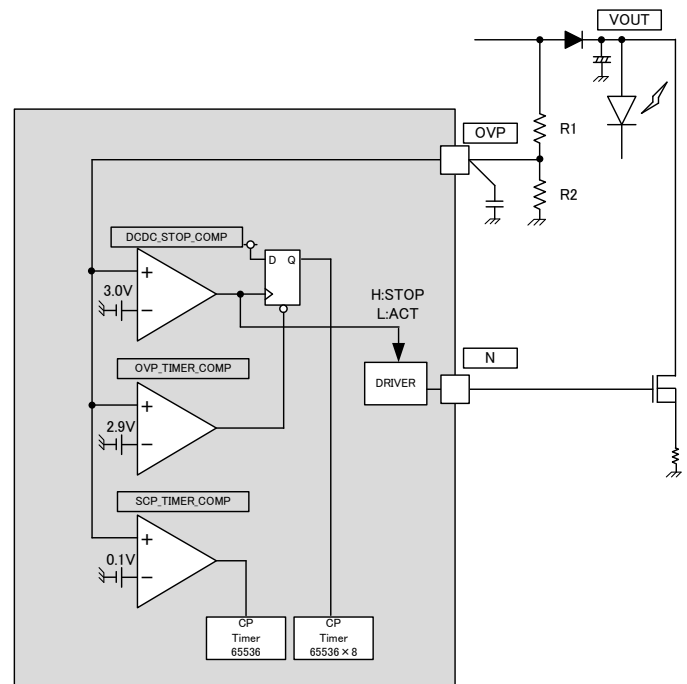 VOUT
OVP
R1
R2
DCDC_STOP_COMP
D Q
+
3.0V
−
H:STOP
L:ACT
N
OVP_TIMER_COMP
DRIVER
+
2.9V
−
SCP_TIMER_COMP
+
0.1V
−
CP
Timer
65536
CP
Timer
65536×8